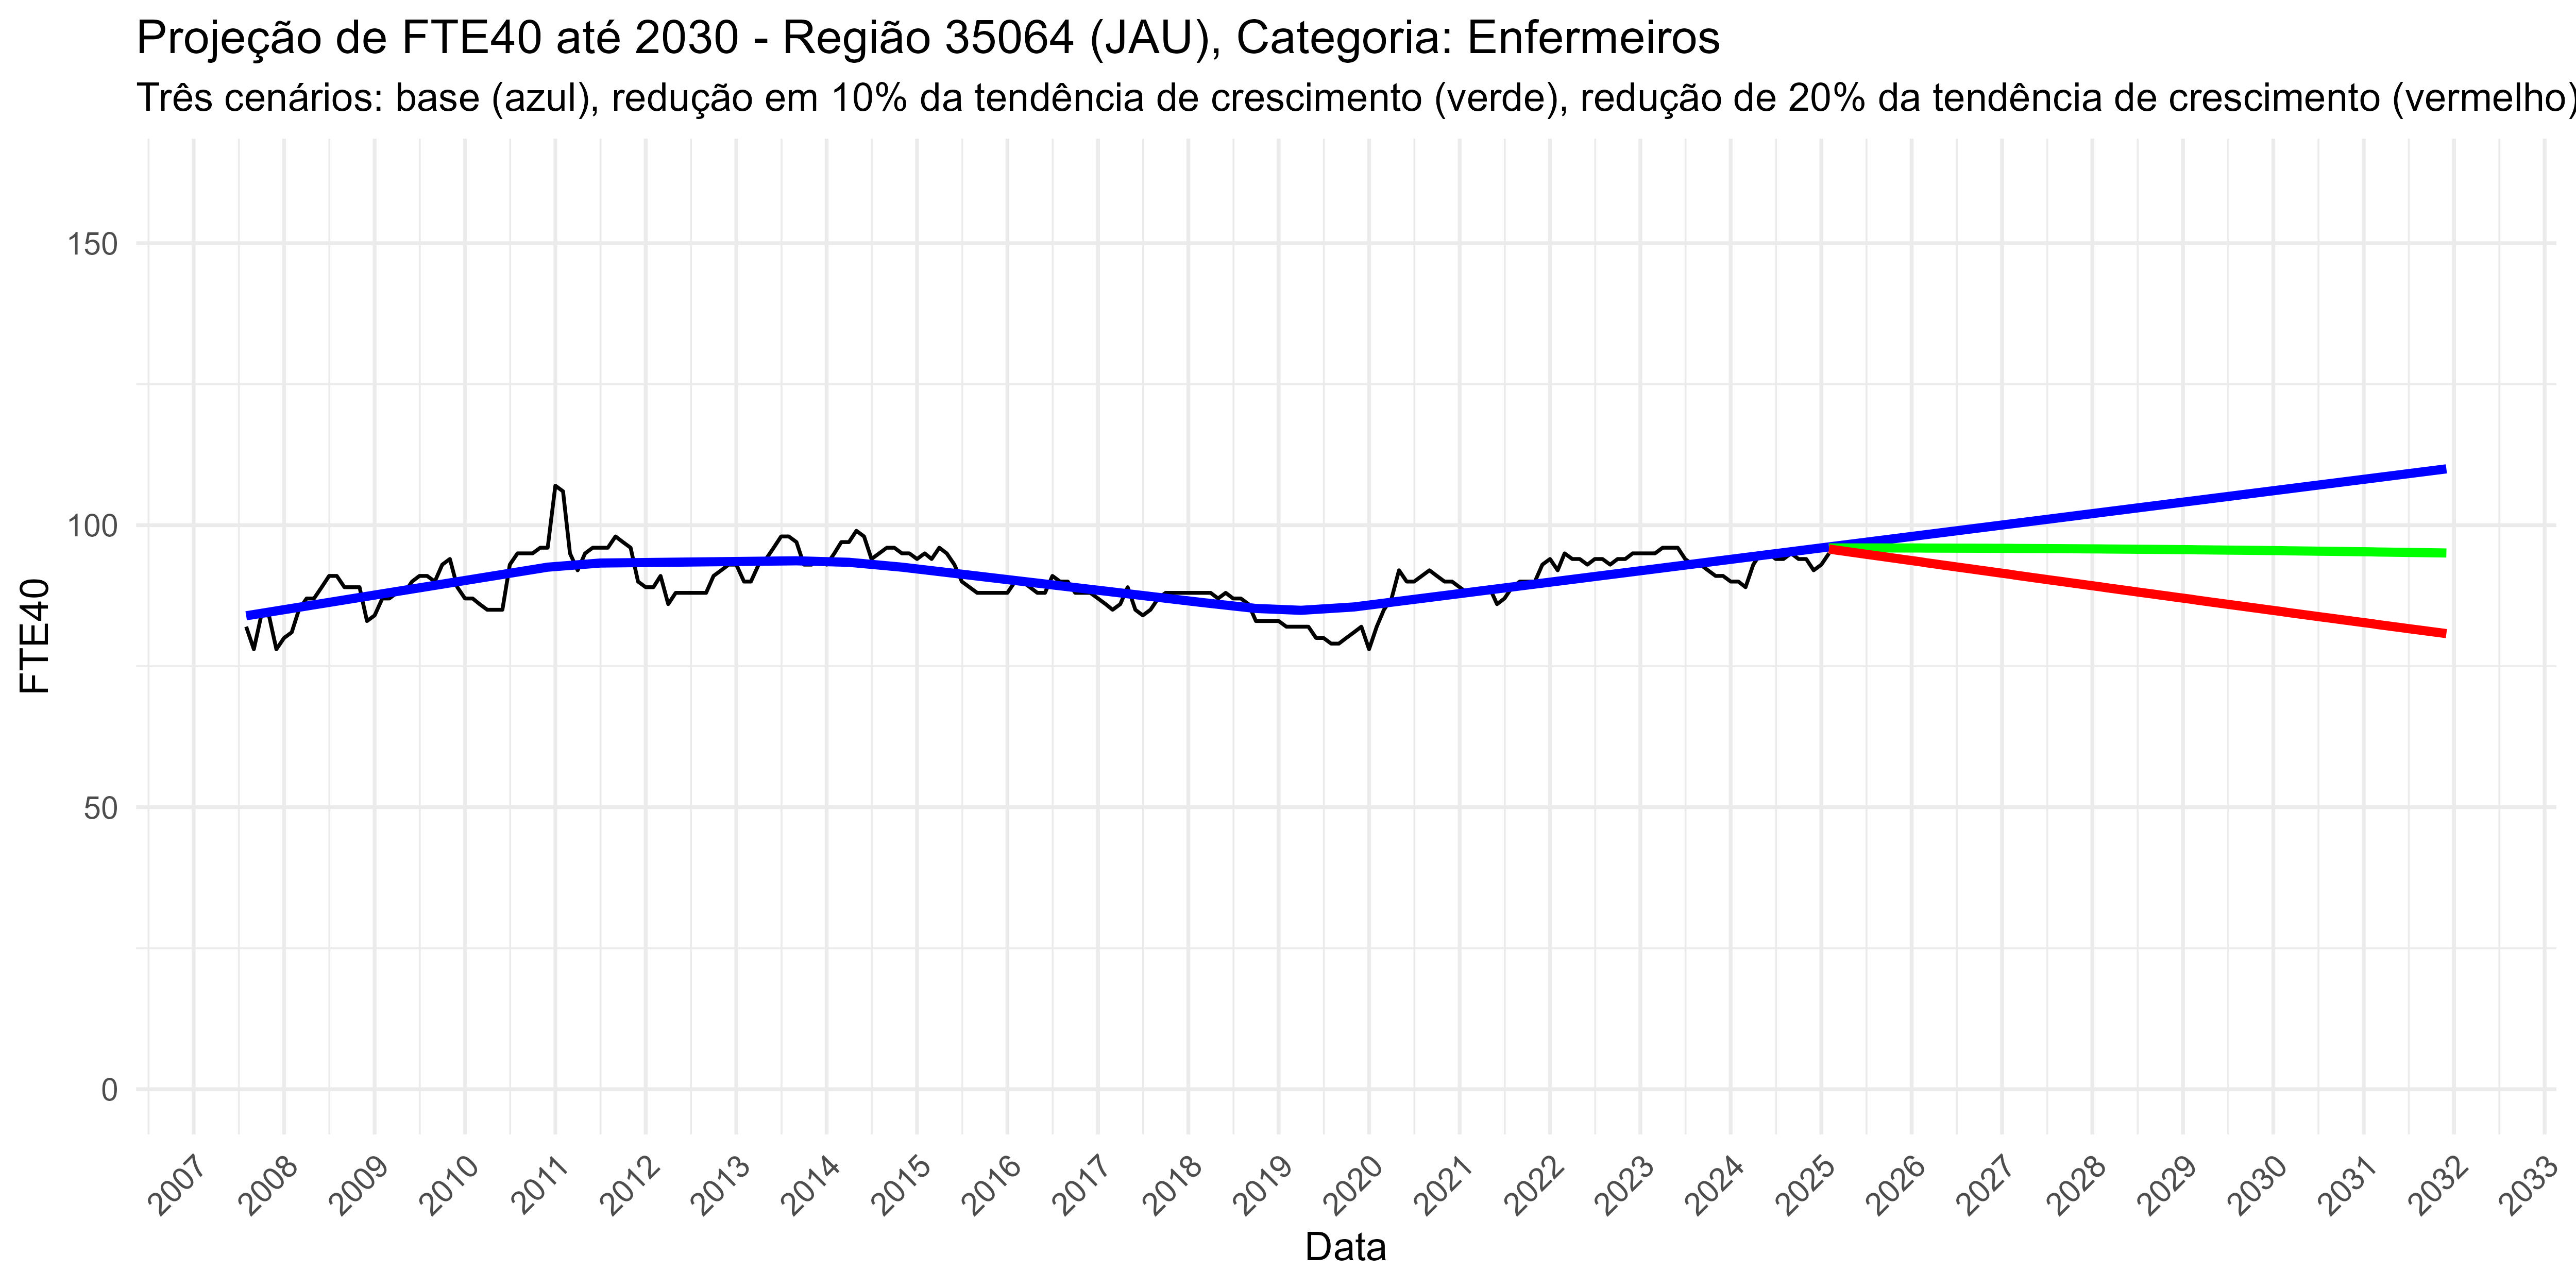 Projeção de FTE40 até 2030 - Região 35064 (JAU), Categoria: Enfermeiros
Três cenários: base (azul), redução em 10% da tendência de crescimento (verde), redução de 20% da tendência de crescimento (vermelho)
150
100
50
0
FTE40
2007 2008 2009 2010 2011 2012 2013 2014 2015 2016 2017 2018 2019 2020 2021 2022 2023 2024 2025 2026 2027 2028 2029 2030 2031 2032 2033
Data